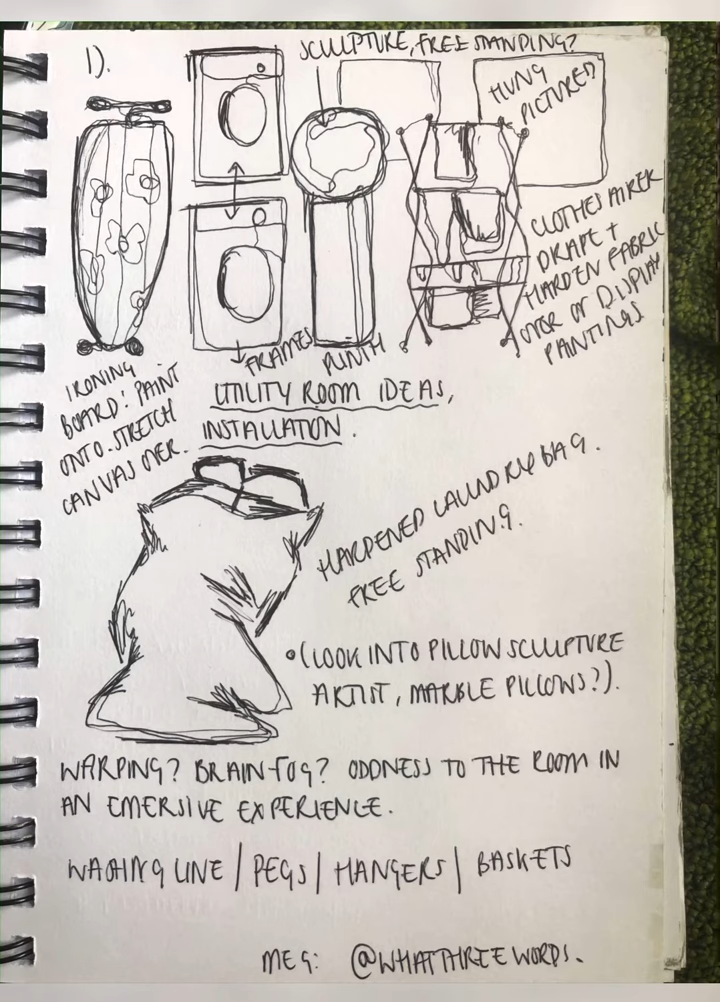 1).
SCULPTURE, FREE STANDING?
HUNG
PICTURED?
CLOTHES AIRER
DRAPE +
HARDEN FABRIC
OVER OR DISPLAY
PAINTINGS
FRAMES
PLINTH
IRONING
BOARD: PAINT
ONTO. STRETCH
CANVAS OVER.
UTILITY ROOM IDEAS,
INSTALLATION.
HARDENED LAUNDRY BAG.
FREE STANDING.
•(LOOK INTO PILLOW SCULPTURE
ARTIST, MARBLE PILLOWS?).
WARPING? BRAIN-FOG? ODDNESS TO THE ROOM IN
AN EMERSIVE EXPERIENCE.
WASHING LINE | PEGS | HANGERS | BASKETS
MEG: @WHATTHREEWORDS.